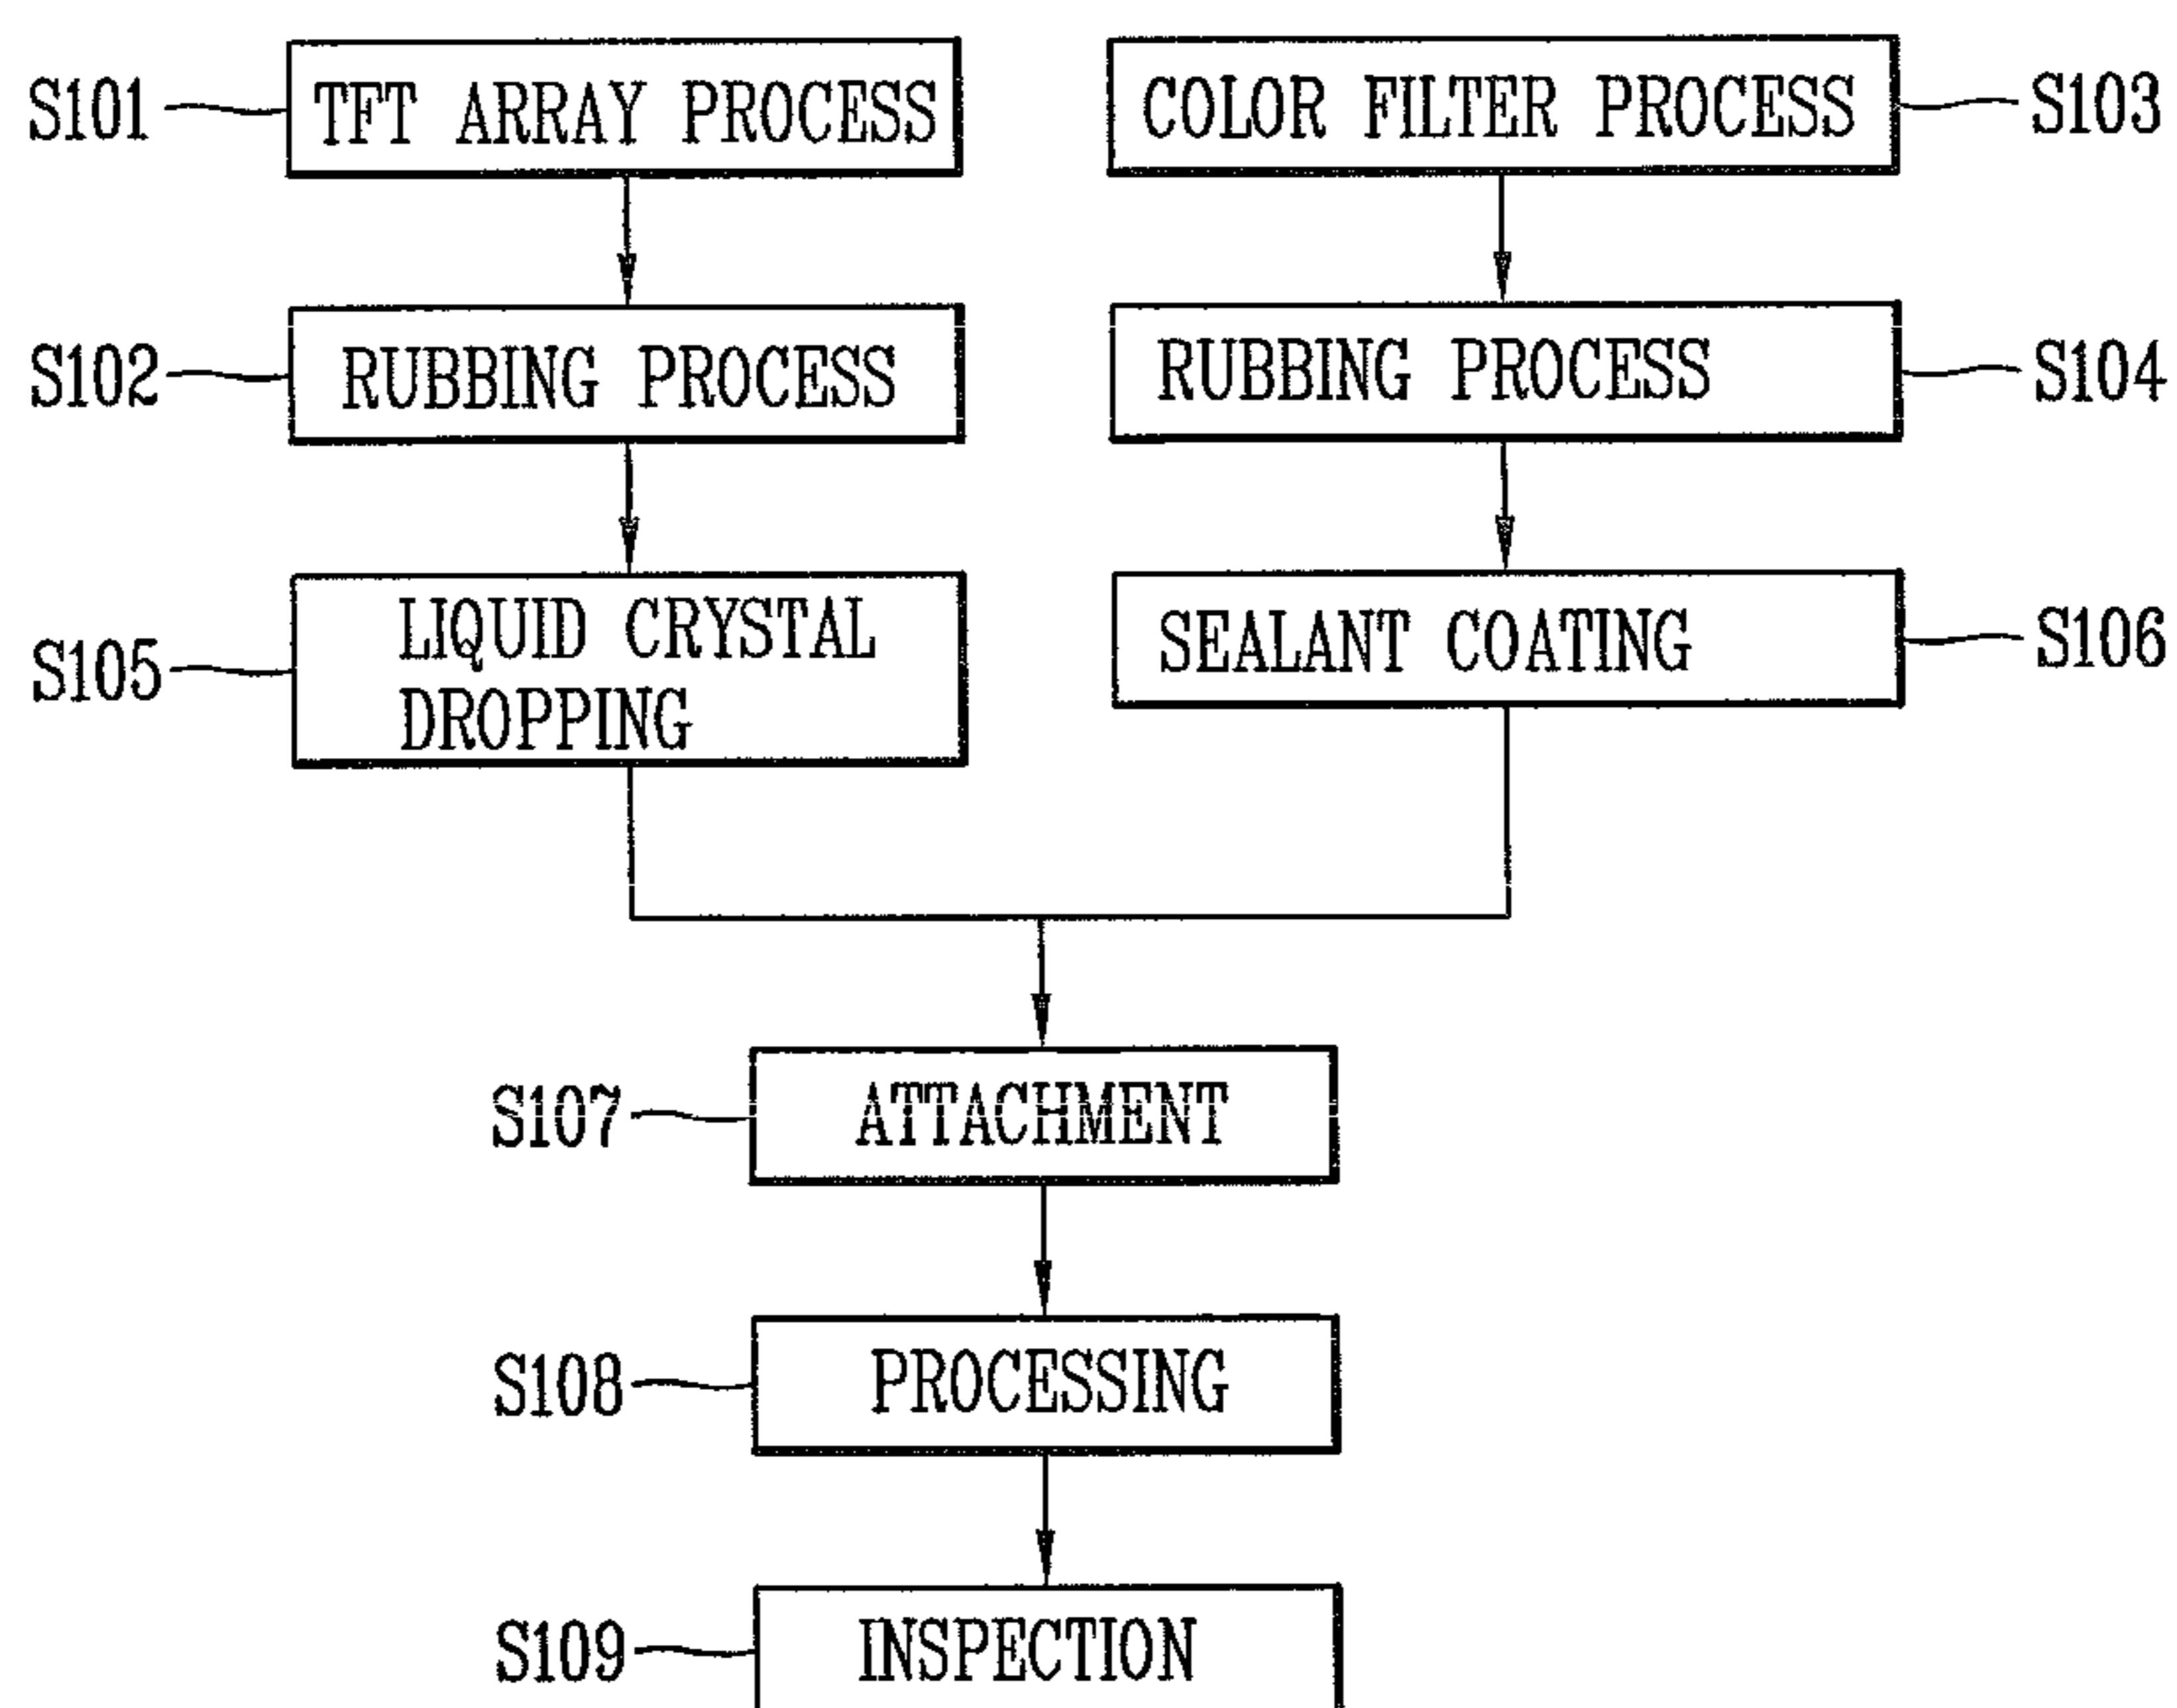 S101 TFT ARRAY PROCESS COLOR FILTER PROCESS S103
S102 RUBBING PROCESS RUBBING PROCESS S104
S105 LIQUID CRYSTAL
DROPPING
SEALANT COATING S106
S107 ATTACHMENT
S108 PROCESSING
S109 INSPECTION